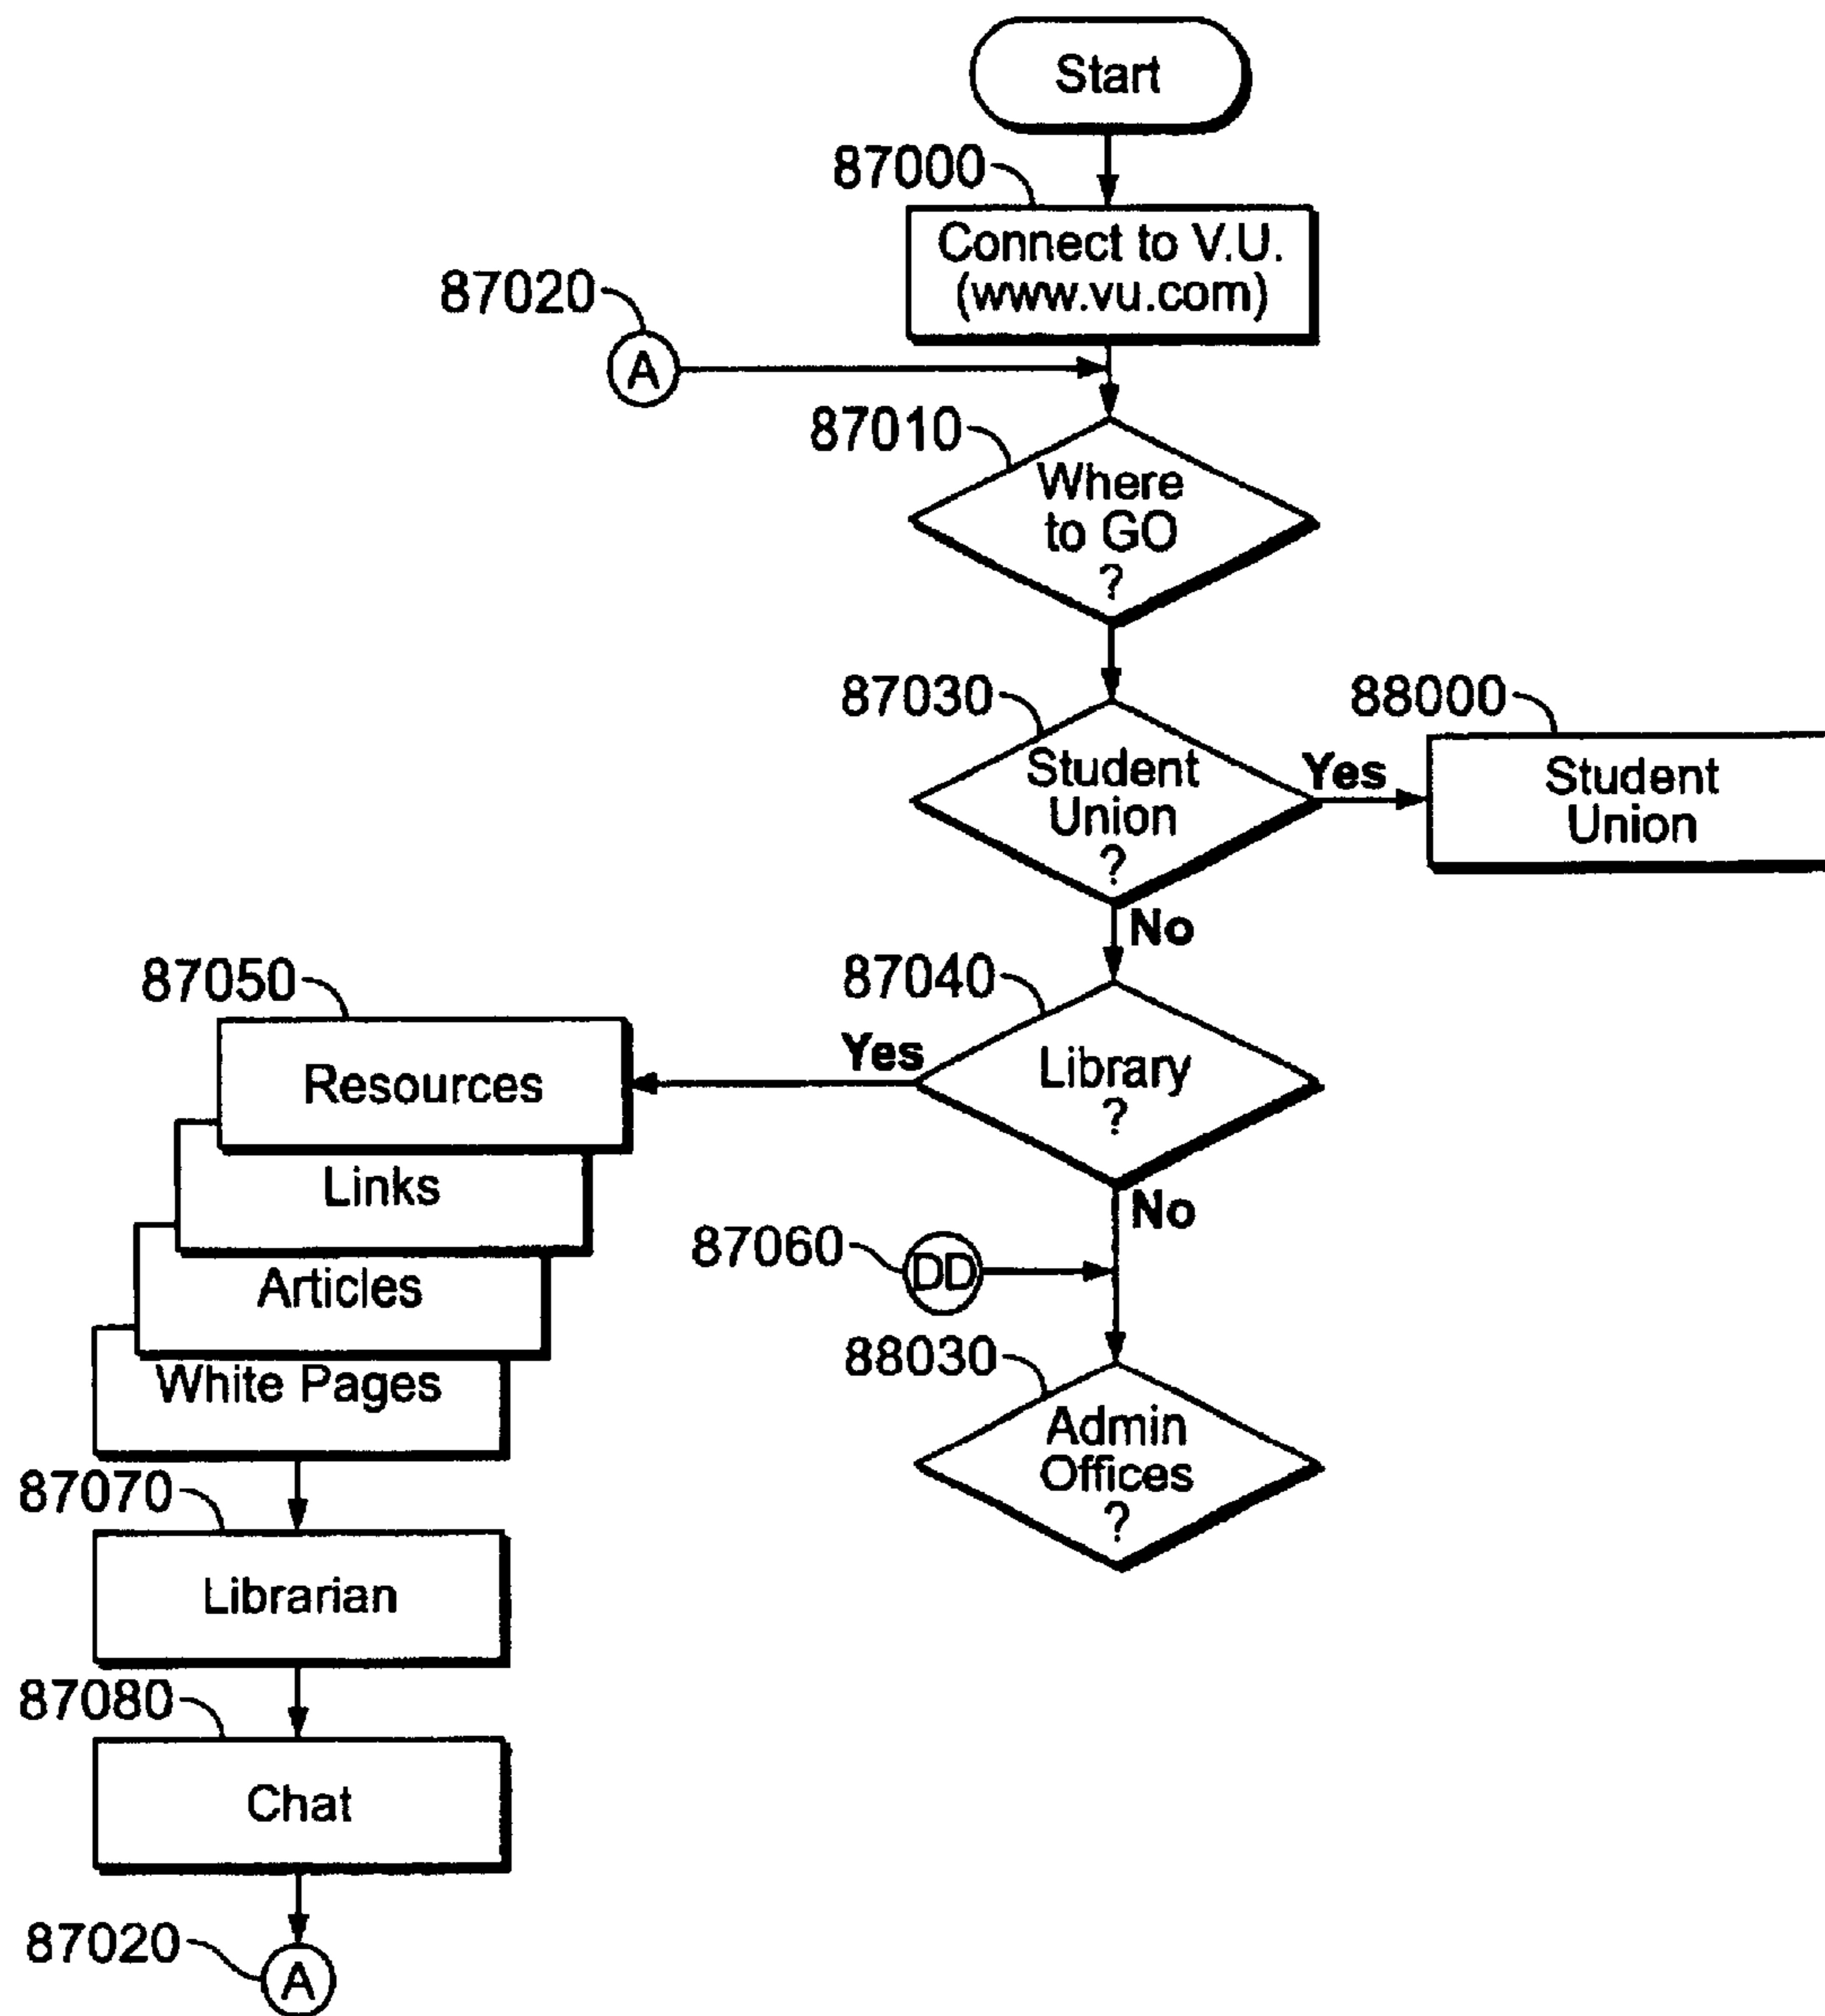 Start
87000
Connect to V.U.
(www.vu.com)
87020
A
87010
Where
to GO
?
87030
Student
Union
?
Yes
88000
Student
Union
No
87040
Library
?
Yes
87050
Resources
Links
Articles
White Pages
No
87060
DD
88030
Admin
Offices
?
87070
Librarian
87080
Chat
87020
A